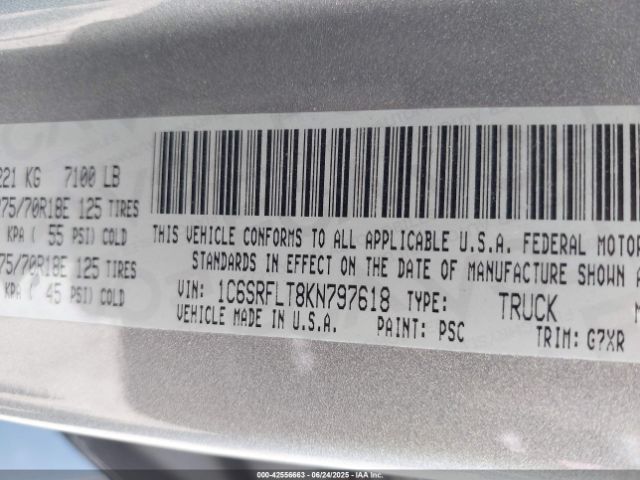 221 KG 7100 LB
75/70R18E 125 TIRES
KPA ( 55 PSI) COLD
75/70R18E 125 TIRES
KPA ( 45 PSI) COLD
THIS VEHICLE CONFORMS TO ALL APPLICABLE U.S.A. FEDERAL MOTOR
STANDARDS IN EFFECT ON THE DATE OF MANUFACTURE SHOWN A
VIN: 1C6SRFLT8KN797618 TYPE: TRUCK M
VEHICLE MADE IN U.S.A. PAINT: PSC TRIM: G7XR
00-42556663 - 06/24/2025 - IAA Inc.